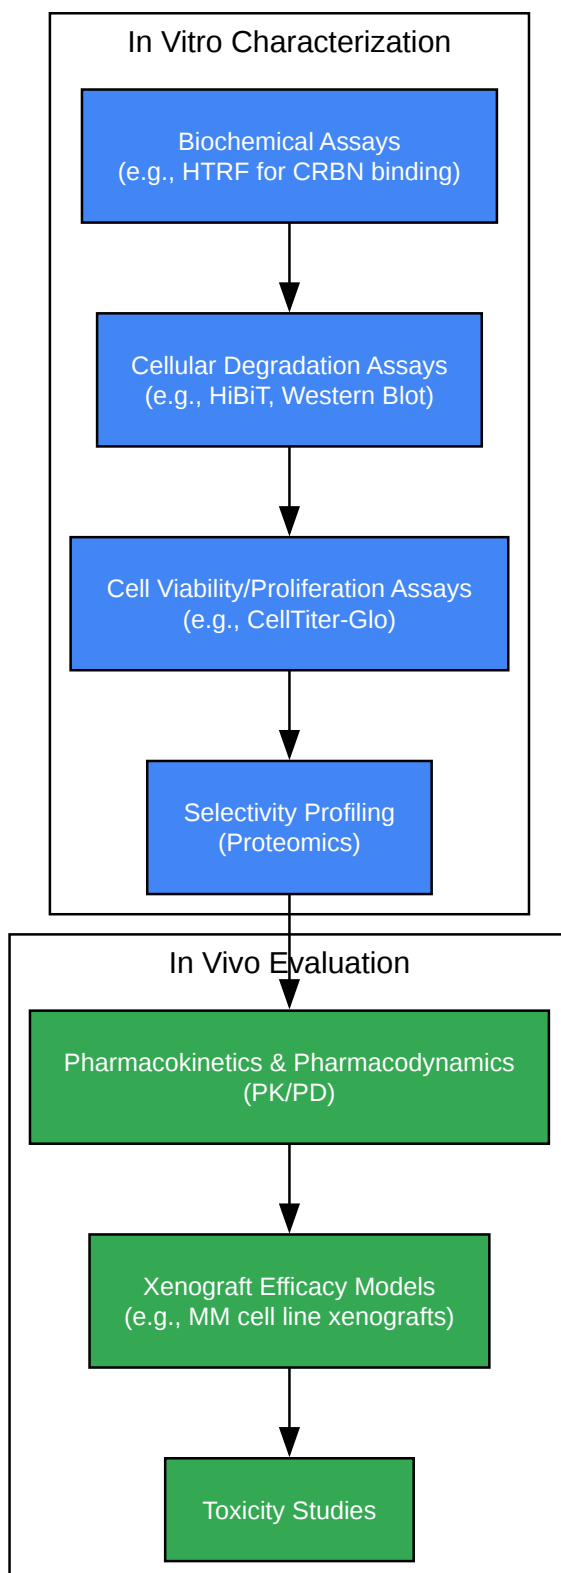 In Vitro Characterization
Biochemical Assays
(e.g., HTRF for CRBN binding)
Cellular Degradation Assays
(e.g., HiBiT, Western Blot)
Cell Viability/Proliferation Assays
(e.g., CellTiter-Glo)
Selectivity Profiling
(Proteomics)
In Vivo Evaluation
Pharmacokinetics & Pharmacodynamics
(PK/PD)
Xenograft Efficacy Models
(e.g., MM cell line xenografts)
Toxicity Studies